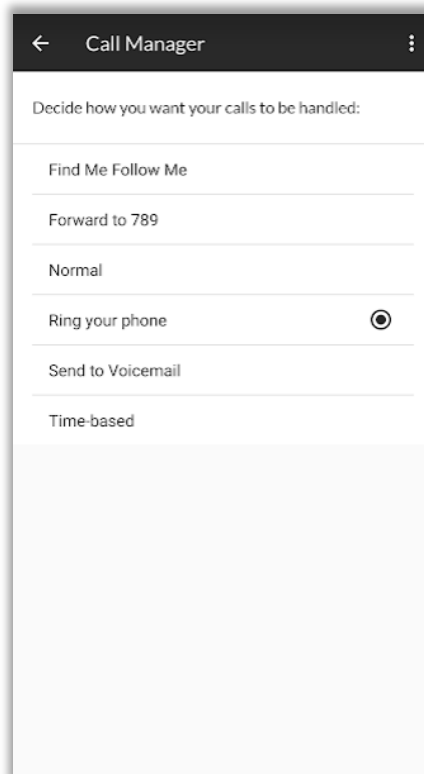 Call Manager
Decide how you want your calls to be handled:
Find Me Follow Me
Forward to 789
Normal
Ring your phone
Send to Voicemail
Time-based